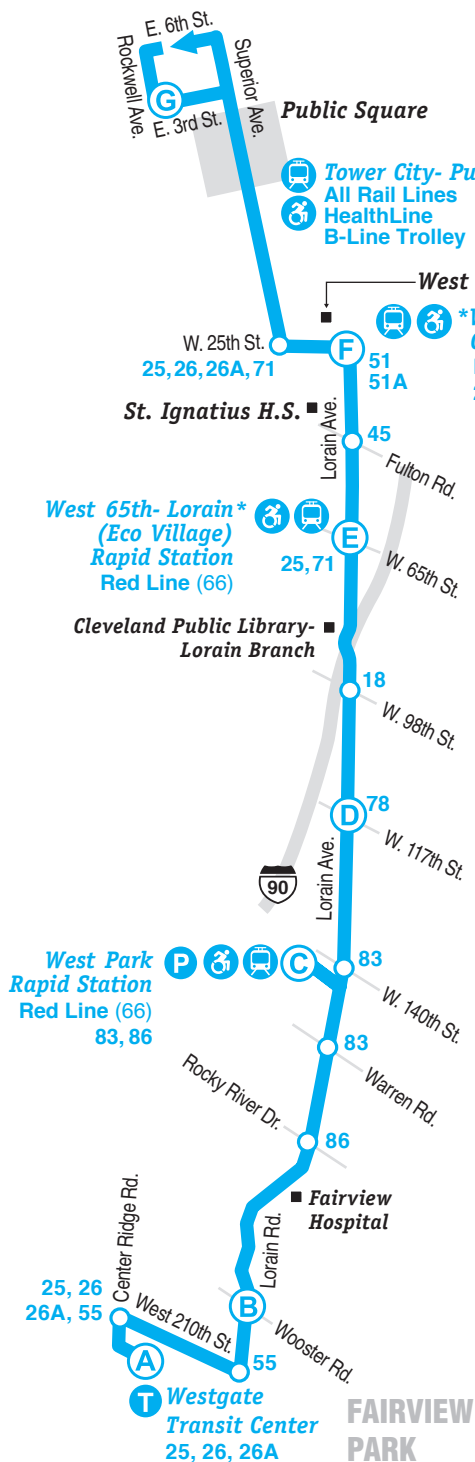 E. 6th St.
Rockwell Ave.
Superior Ave.
G
E. 3rd St.
Public Square
Tower City- Pu
All Rail Lines
HealthLine
B-Line Trolley
West
W. 25th St.
25, 26, 26A, 71
F
51
51A
St. Ignatius H.S.
Lorain Ave.
45
Fulton Rd.
West 65th- Lorain*
(Eco Village)
Rapid Station
Red Line (66)
E
25, 71
W. 65th St.
Cleveland Public Library-
Lorain Branch
18
W. 98th St.
D
78
W. 117th St.
Lorain Ave.
90
West Park
Rapid Station
Red Line (66)
83, 86
P
C
83
W. 140th St.
83
Warren Rd.
Rocky River Dr.
86
Fairview
Hospital
Lorain Rd.
Center Ridge Rd.
25, 26
26A, 55
West 210th St.
B
Wooster Rd.
A
55
T
Westgate
Transit Center
25, 26, 26A
FAIRVIEW
PARK